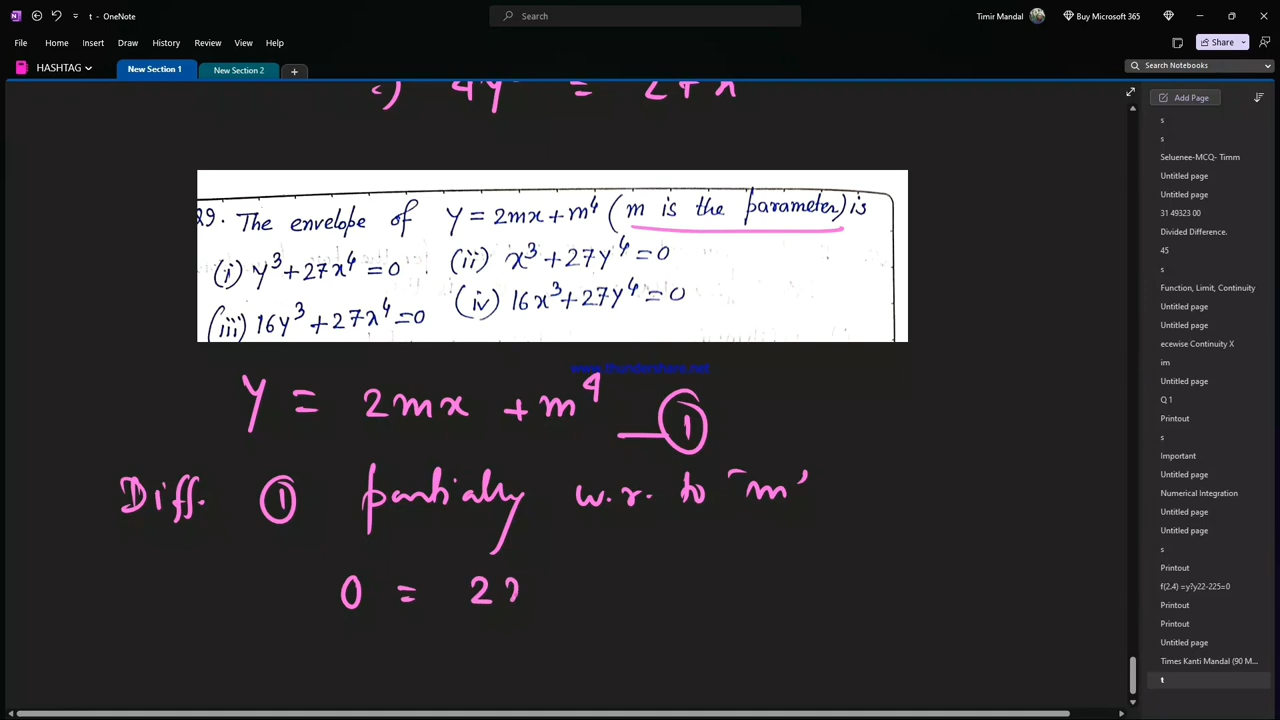 t - OneNote
Search
Timir Mandal
Buy Microsoft 365
File Home Insert Draw History Review View Help
Share
HASHTAG
New Section 1
New Section 2
+
Search Notebooks
Add Page
s
s
Seluenee-MCQ- Timm
Untitled page
Untitled page
31 49323 00
Divided Difference.
45
s
Function, Limit, Continuity
Untitled page
Untitled page
ecewise Continuity X
im
Untitled page
Q 1
Printout
s
Important
Untitled page
Numerical Integration
Untitled page
Untitled page
s
Printout
f(2.4) =y?y22-225=0
Printout
Printout
Untitled page
Times Kanti Mandal (90 M...
t
29. The envelope of y = 2mx + m⁴ (m is the parameter) is
(i) y³ + 27x⁴ = 0 (ii) x³ + 27y⁴ = 0
(iii) 16y³ + 27x⁴ = 0 (iv) 16x³ + 27y⁴ = 0
www.thundershare.net
y = 2mx + m⁴ — ①
Diff. ① partially w.r. to "m'
0 = 2